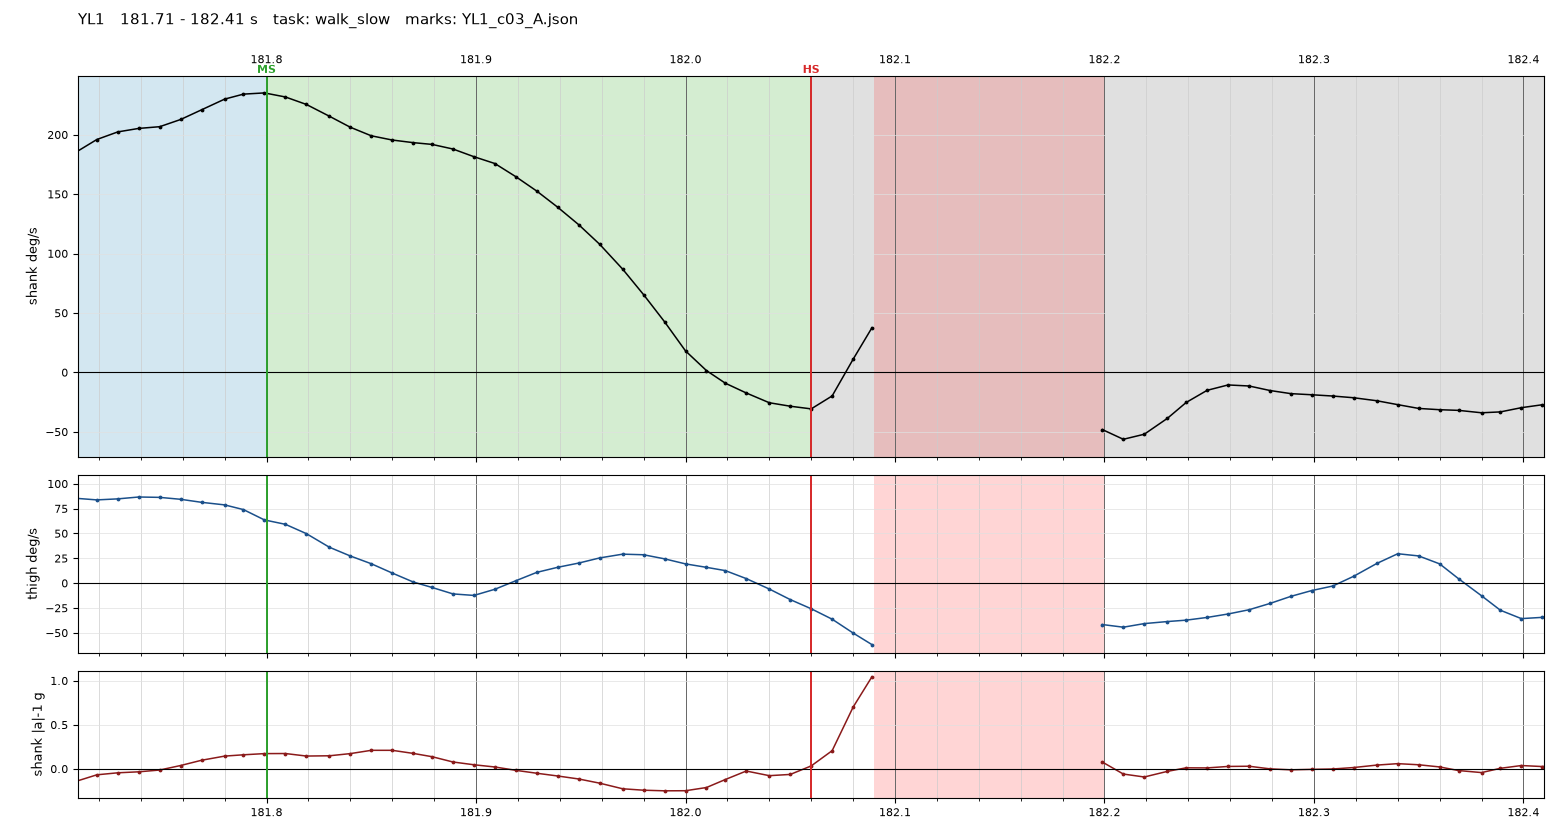 YL1   181.71 - 182.41 s   task: walk_slow   marks: YL1_c03_A.json
181.8 181.9 182.0 182.1 182.2 182.3 182.4
MS HS
shank deg/s
200
150
100
50
0
−50
thigh deg/s
100
75
50
25
0
−25
−50
shank |a|-1 g
1.0
0.5
0.0
181.8 181.9 182.0 182.1 182.2 182.3 182.4